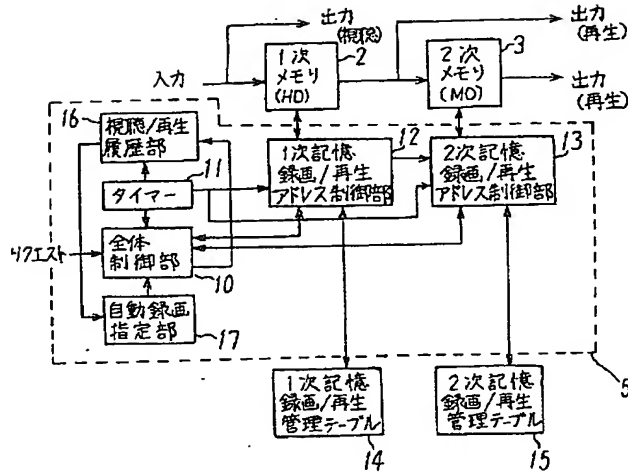 出力
(視聴)
出力
(再生)
1次
メモリ
(HD)
2
2次
メモリ
(MO)
3
入力
出力
(再生)
16
視聴/再生
履歴部
11
タイマー
1次記憶
録画/再生
アドレス制御部
12
2次記憶
録画/再生
アドレス制御部
13
リクエスト
全体
制御部
10
自動録画
指定部
17
5
1次記憶
録画/再生
管理テーブル
14
2次記憶
録画/再生
管理テーブル
15